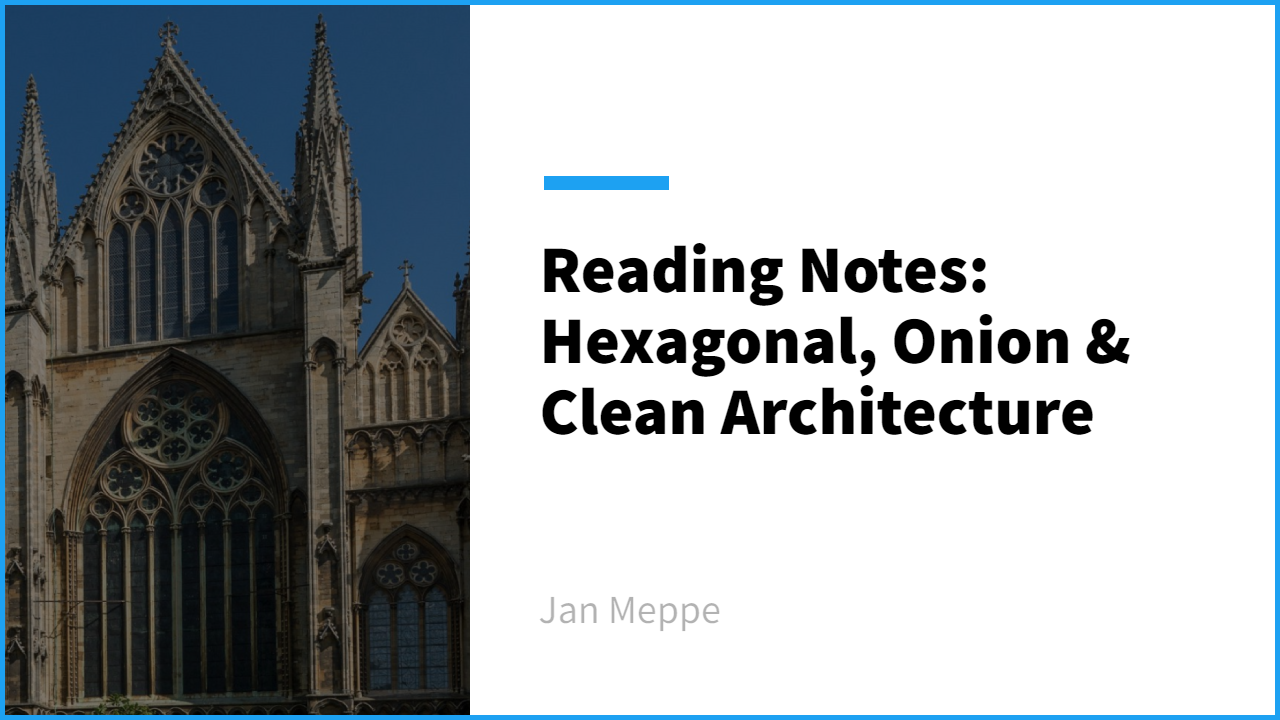 Reading Notes:
Hexagonal, Onion &
Clean Architecture
Jan Meppe